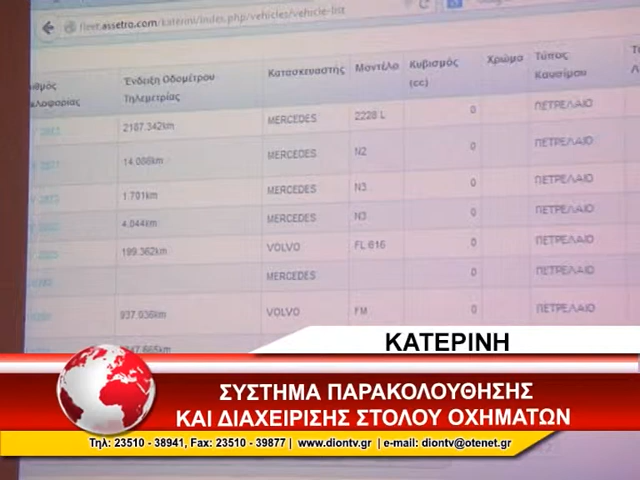 fleet.assetro.com/katerini/index.php/vehicles/vehicle-list
Ένδειξη Οδομέτρου Τηλεμετρίας Κατασκευαστής Μοντέλο Κυβισμός (cc) Χρώμα Τύπος Καυσίμου
2187.342km MERCEDES 2228 L 0 ΠΕΤΡΕΛΑΙΟ
14.086km MERCEDES N2 0 ΠΕΤΡΕΛΑΙΟ
1.701km MERCEDES N3 0 ΠΕΤΡΕΛΑΙΟ
4.044km MERCEDES N3 0 ΠΕΤΡΕΛΑΙΟ
199.362km VOLVO FL 616 0 ΠΕΤΡΕΛΑΙΟ
MERCEDES 0 ΠΕΤΡΕΛΑΙΟ
937.036km VOLVO FM 0 ΠΕΤΡΕΛΑΙΟ
ΚΑΤΕΡΙΝΗ
ΣΥΣΤΗΜΑ ΠΑΡΑΚΟΛΟΥΘΗΣΗΣ
ΚΑΙ ΔΙΑΧΕΙΡΙΣΗΣ ΣΤΟΛΟΥ ΟΧΗΜΑΤΩΝ
Τηλ: 23510 - 38941, Fax: 23510 - 39877 | www.diontv.gr | e-mail: diontv@otenet.gr